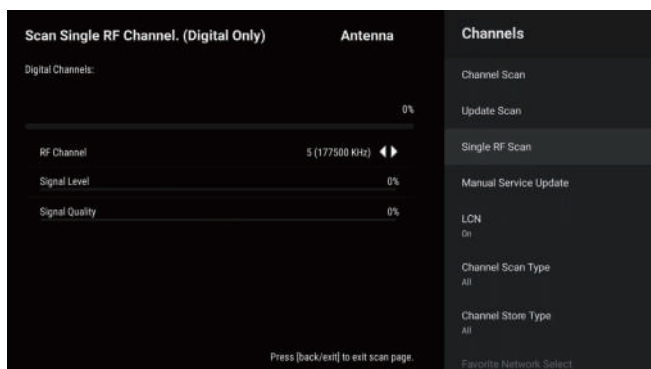 Scan Single RF Channel. (Digital Only)
Antenna
Digital Channels:
0%
RF Channel
5 (177500 KHz)
Signal Level
0%
Signal Quality
0%
Press [back/exit] to exit scan page.
Channels
Channel Scan
Update Scan
Single RF Scan
Manual Service Update
LCN
On
Channel Scan Type
All
Channel Store Type
All
Favorite Network Select